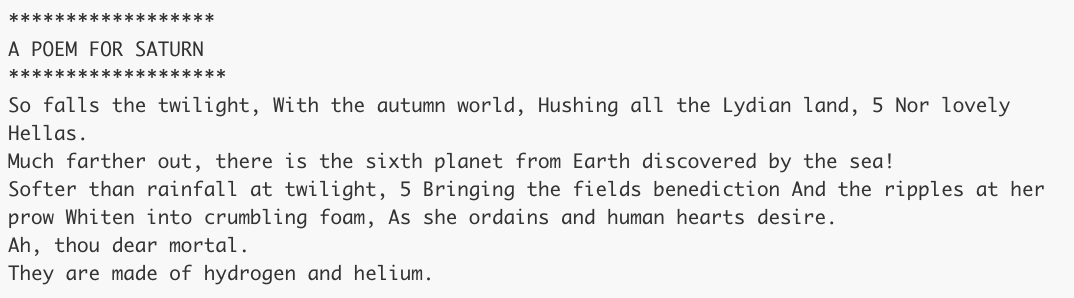 ******************
A POEM FOR SATURN
*******************
So falls the twilight, With the autumn world, Hushing all the Lydian land, 5 Nor lovely
Hellas.
Much farther out, there is the sixth planet from Earth discovered by the sea!
Softer than rainfall at twilight, 5 Bringing the fields benediction And the ripples at her
prow Whiten into crumbling foam, As she ordains and human hearts desire.
Ah, thou dear mortal.
They are made of hydrogen and helium.